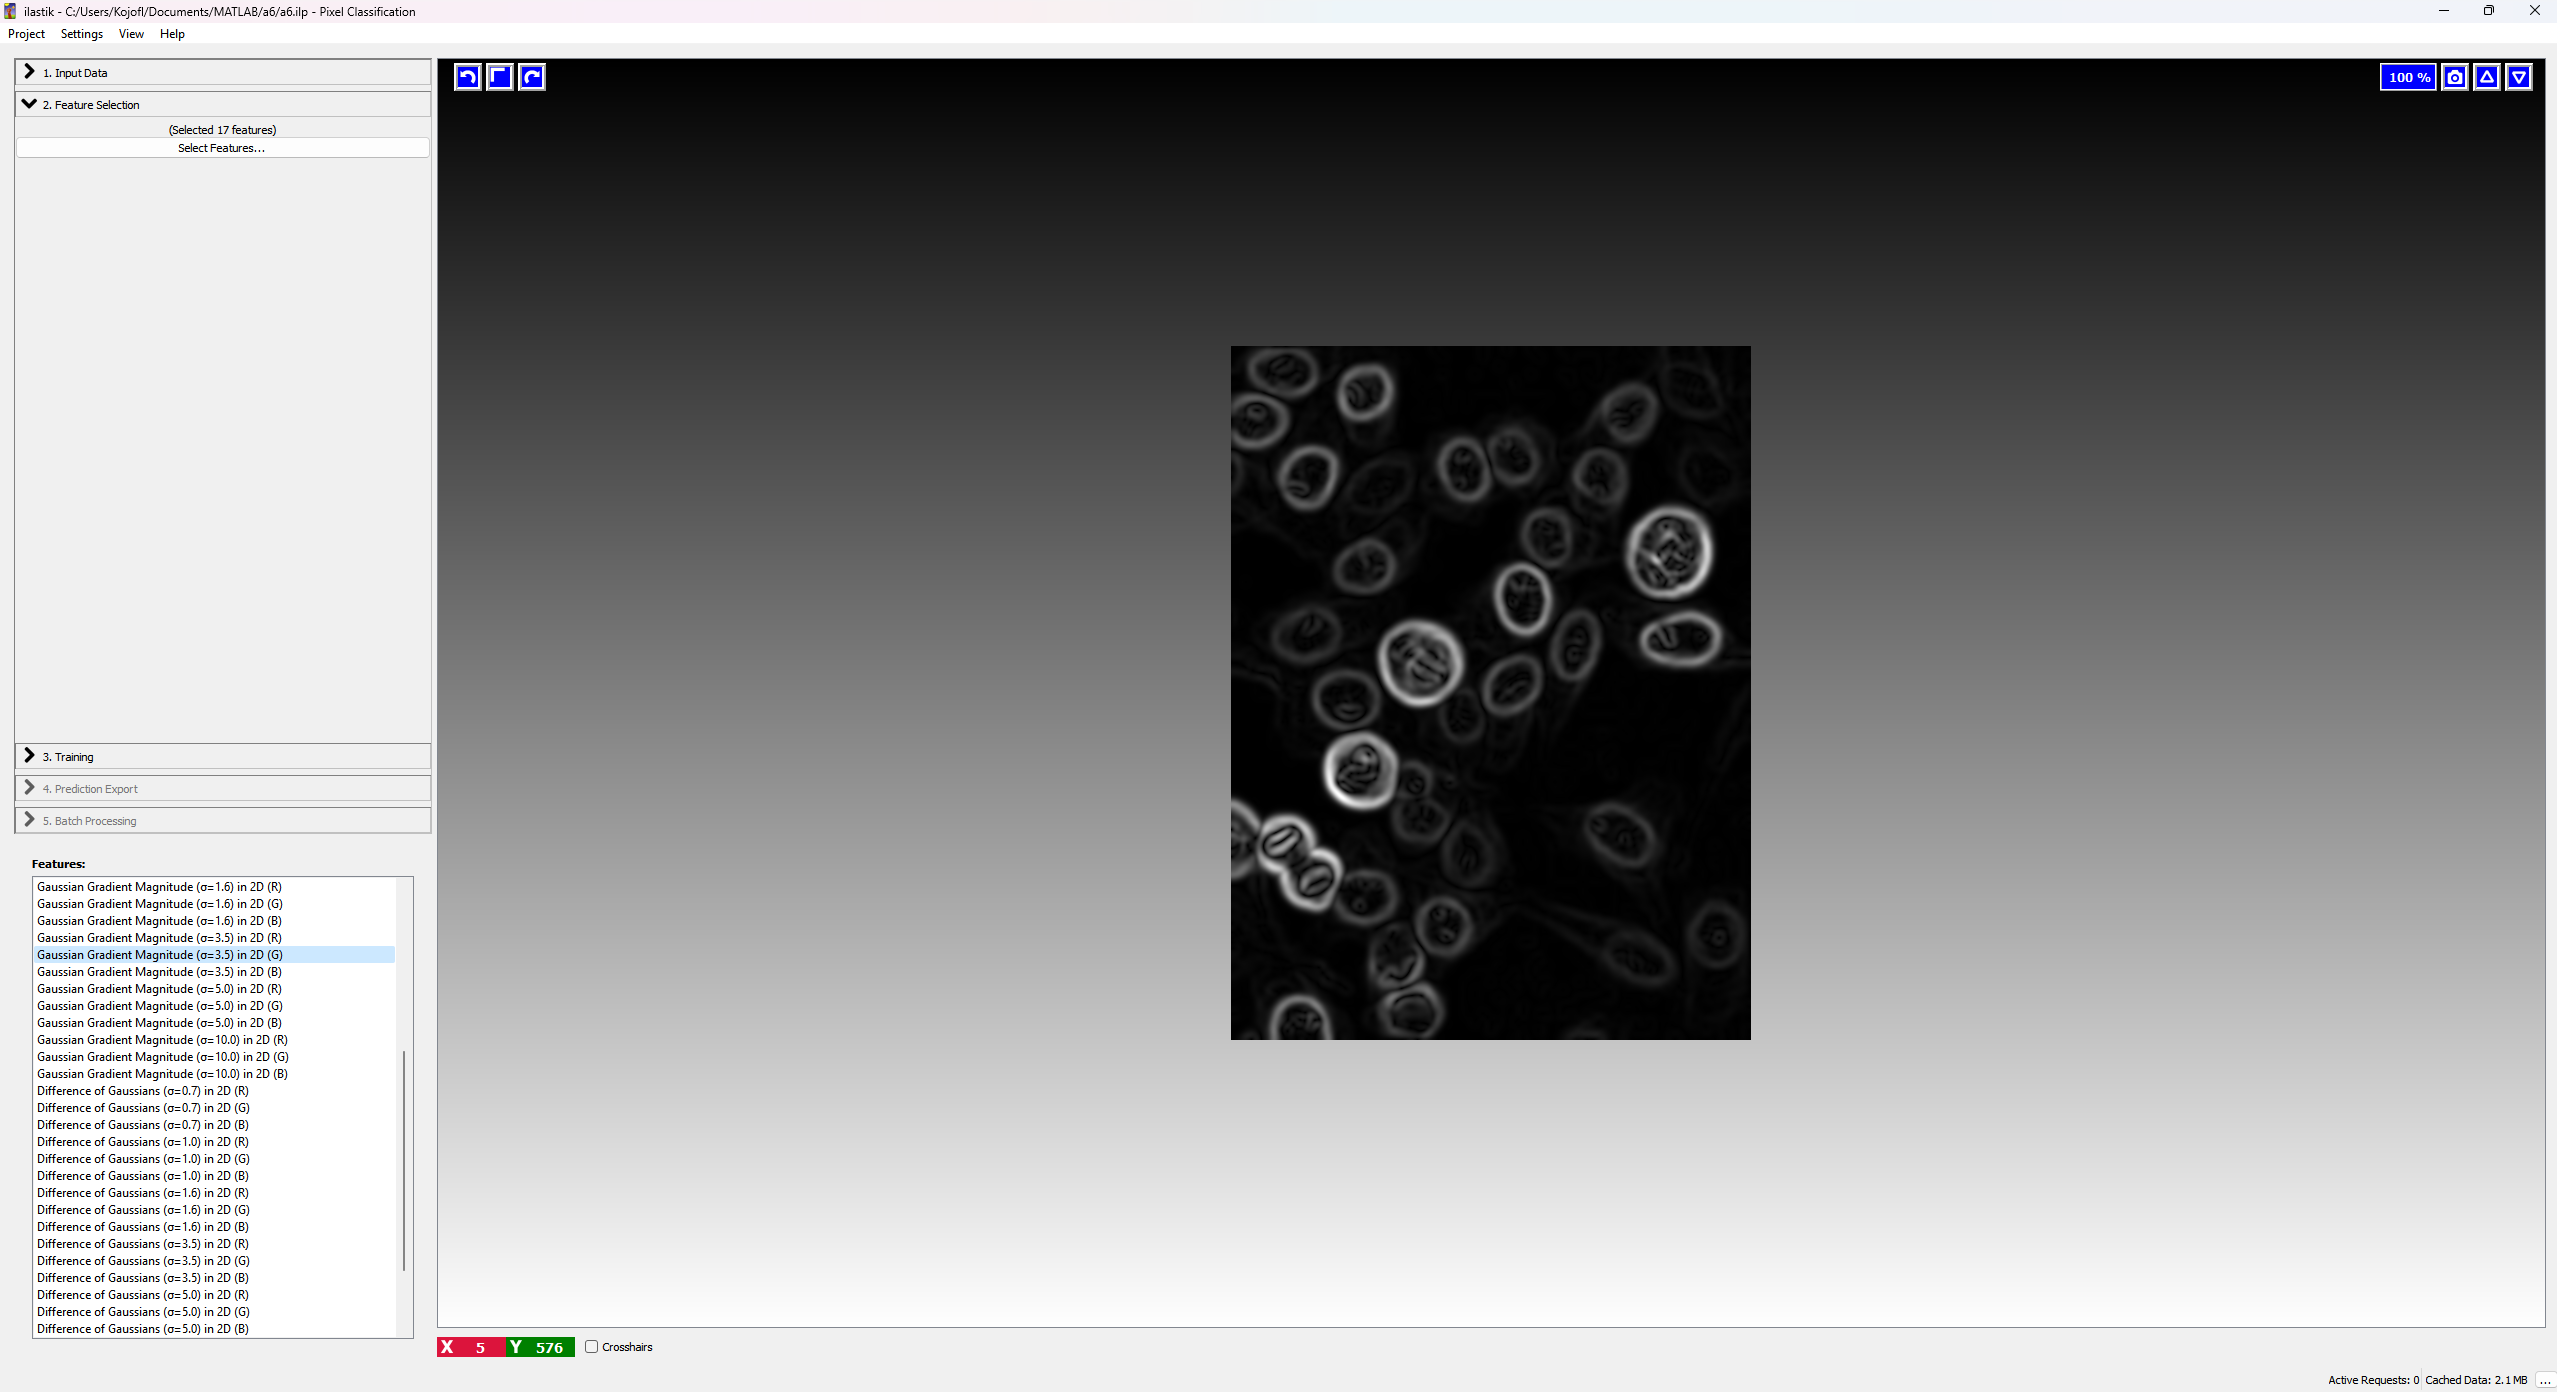 ilastik - C:/Users/Kojofl/Documents/MATLAB/a6/a6.ilp - Pixel Classification
Project Settings View Help
1. Input Data
2. Feature Selection
(Selected 17 features)
Select Features...
100 %
3. Training
4. Prediction Export
5. Batch Processing
Features:
Gaussian Gradient Magnitude (σ=1.6) in 2D (R)
Gaussian Gradient Magnitude (σ=1.6) in 2D (G)
Gaussian Gradient Magnitude (σ=1.6) in 2D (B)
Gaussian Gradient Magnitude (σ=3.5) in 2D (R)
Gaussian Gradient Magnitude (σ=3.5) in 2D (G)
Gaussian Gradient Magnitude (σ=3.5) in 2D (B)
Gaussian Gradient Magnitude (σ=5.0) in 2D (R)
Gaussian Gradient Magnitude (σ=5.0) in 2D (G)
Gaussian Gradient Magnitude (σ=5.0) in 2D (B)
Gaussian Gradient Magnitude (σ=10.0) in 2D (R)
Gaussian Gradient Magnitude (σ=10.0) in 2D (G)
Gaussian Gradient Magnitude (σ=10.0) in 2D (B)
Difference of Gaussians (σ=0.7) in 2D (R)
Difference of Gaussians (σ=0.7) in 2D (G)
Difference of Gaussians (σ=0.7) in 2D (B)
Difference of Gaussians (σ=1.0) in 2D (R)
Difference of Gaussians (σ=1.0) in 2D (G)
Difference of Gaussians (σ=1.0) in 2D (B)
Difference of Gaussians (σ=1.6) in 2D (R)
Difference of Gaussians (σ=1.6) in 2D (G)
Difference of Gaussians (σ=1.6) in 2D (B)
Difference of Gaussians (σ=3.5) in 2D (R)
Difference of Gaussians (σ=3.5) in 2D (G)
Difference of Gaussians (σ=3.5) in 2D (B)
Difference of Gaussians (σ=5.0) in 2D (R)
Difference of Gaussians (σ=5.0) in 2D (G)
Difference of Gaussians (σ=5.0) in 2D (B)
X 5 Y 576 Crosshairs
Active Requests: 0 Cached Data: 2.1 MB ...